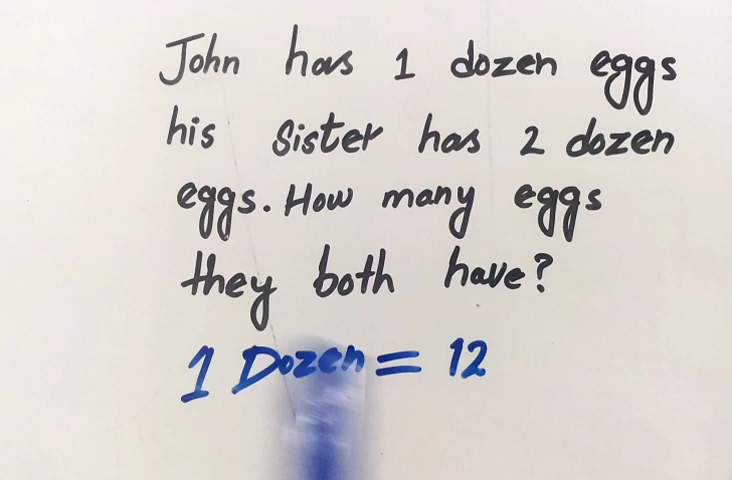 John has 1 dozen eggs
his Sister has 2 dozen
eggs. How many eggs
they both have?
1 Dozen = 12